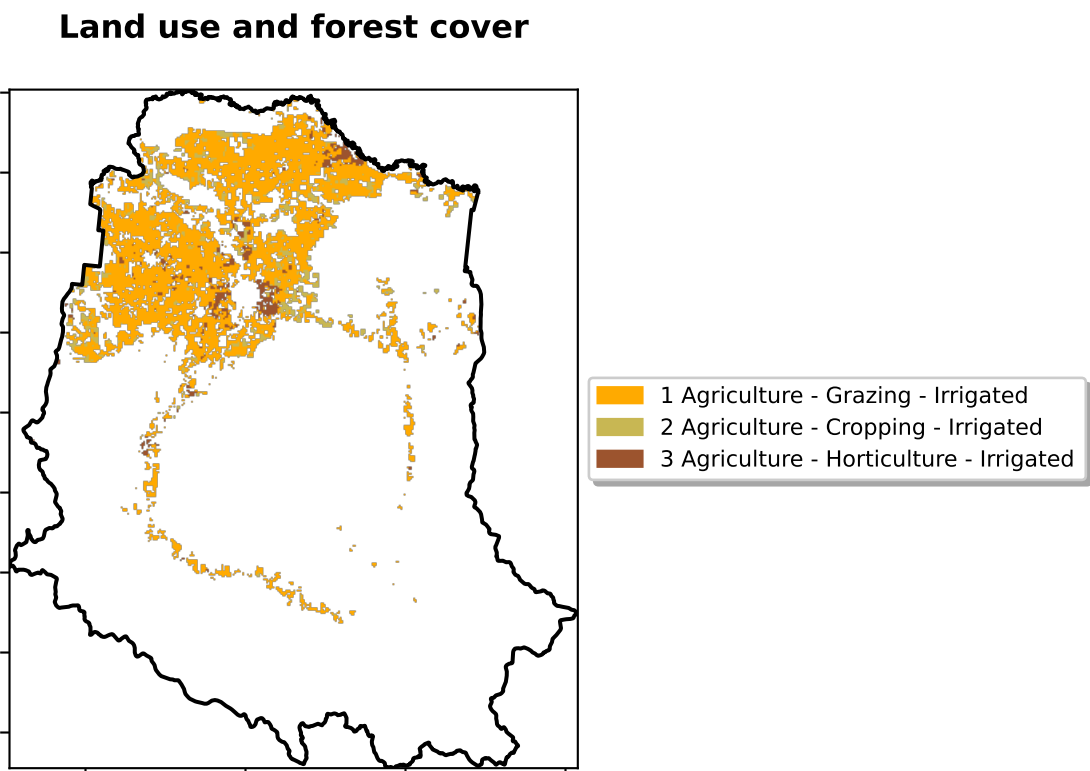 Land use and forest cover
1 Agriculture - Grazing - Irrigated
2 Agriculture - Cropping - Irrigated
3 Agriculture - Horticulture - Irrigated